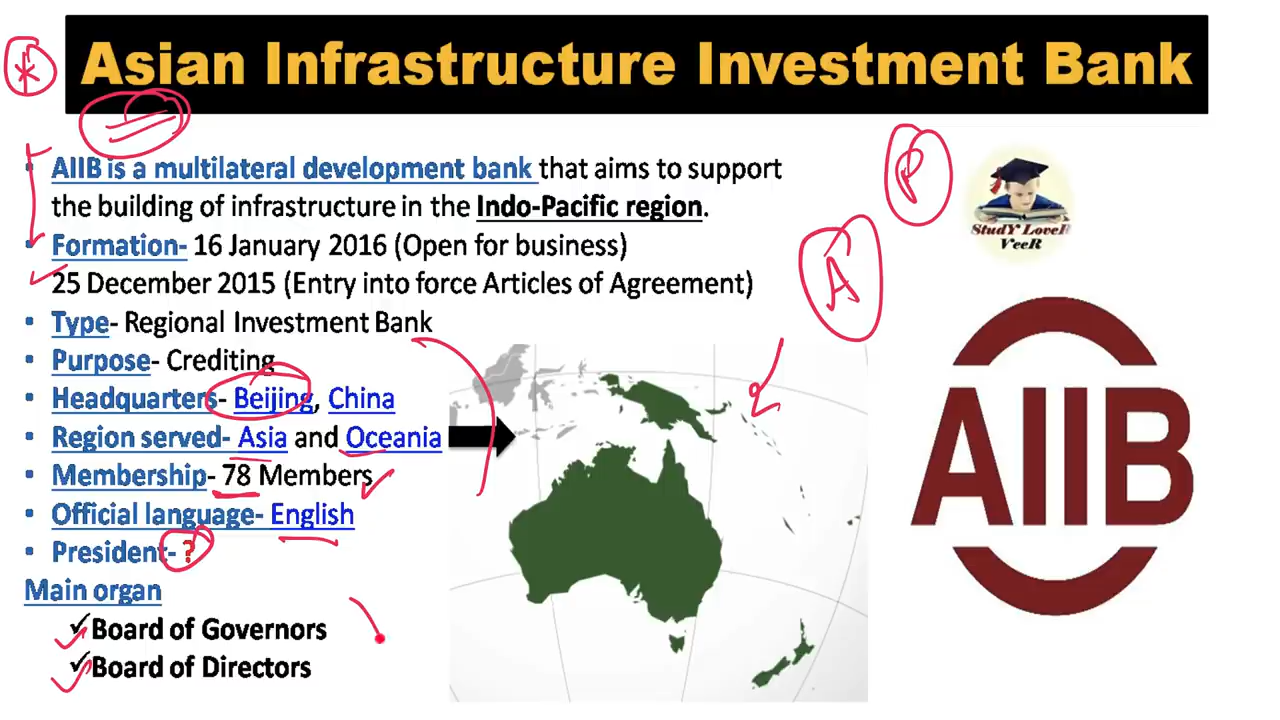 Asian Infrastructure Investment Bank
AIIB is a multilateral development bank that aims to support
the building of infrastructure in the Indo-Pacific region.
Formation- 16 January 2016 (Open for business)
25 December 2015 (Entry into force Articles of Agreement)
Type- Regional Investment Bank
Purpose- Crediting
Headquarters- Beijing, China
Region served- Asia and Oceania
Membership- 78 Members
Official language- English
President- ?
Main organ
Board of Governors
Board of Directors
P
A
StudY LoveR
VeeR
AIIB